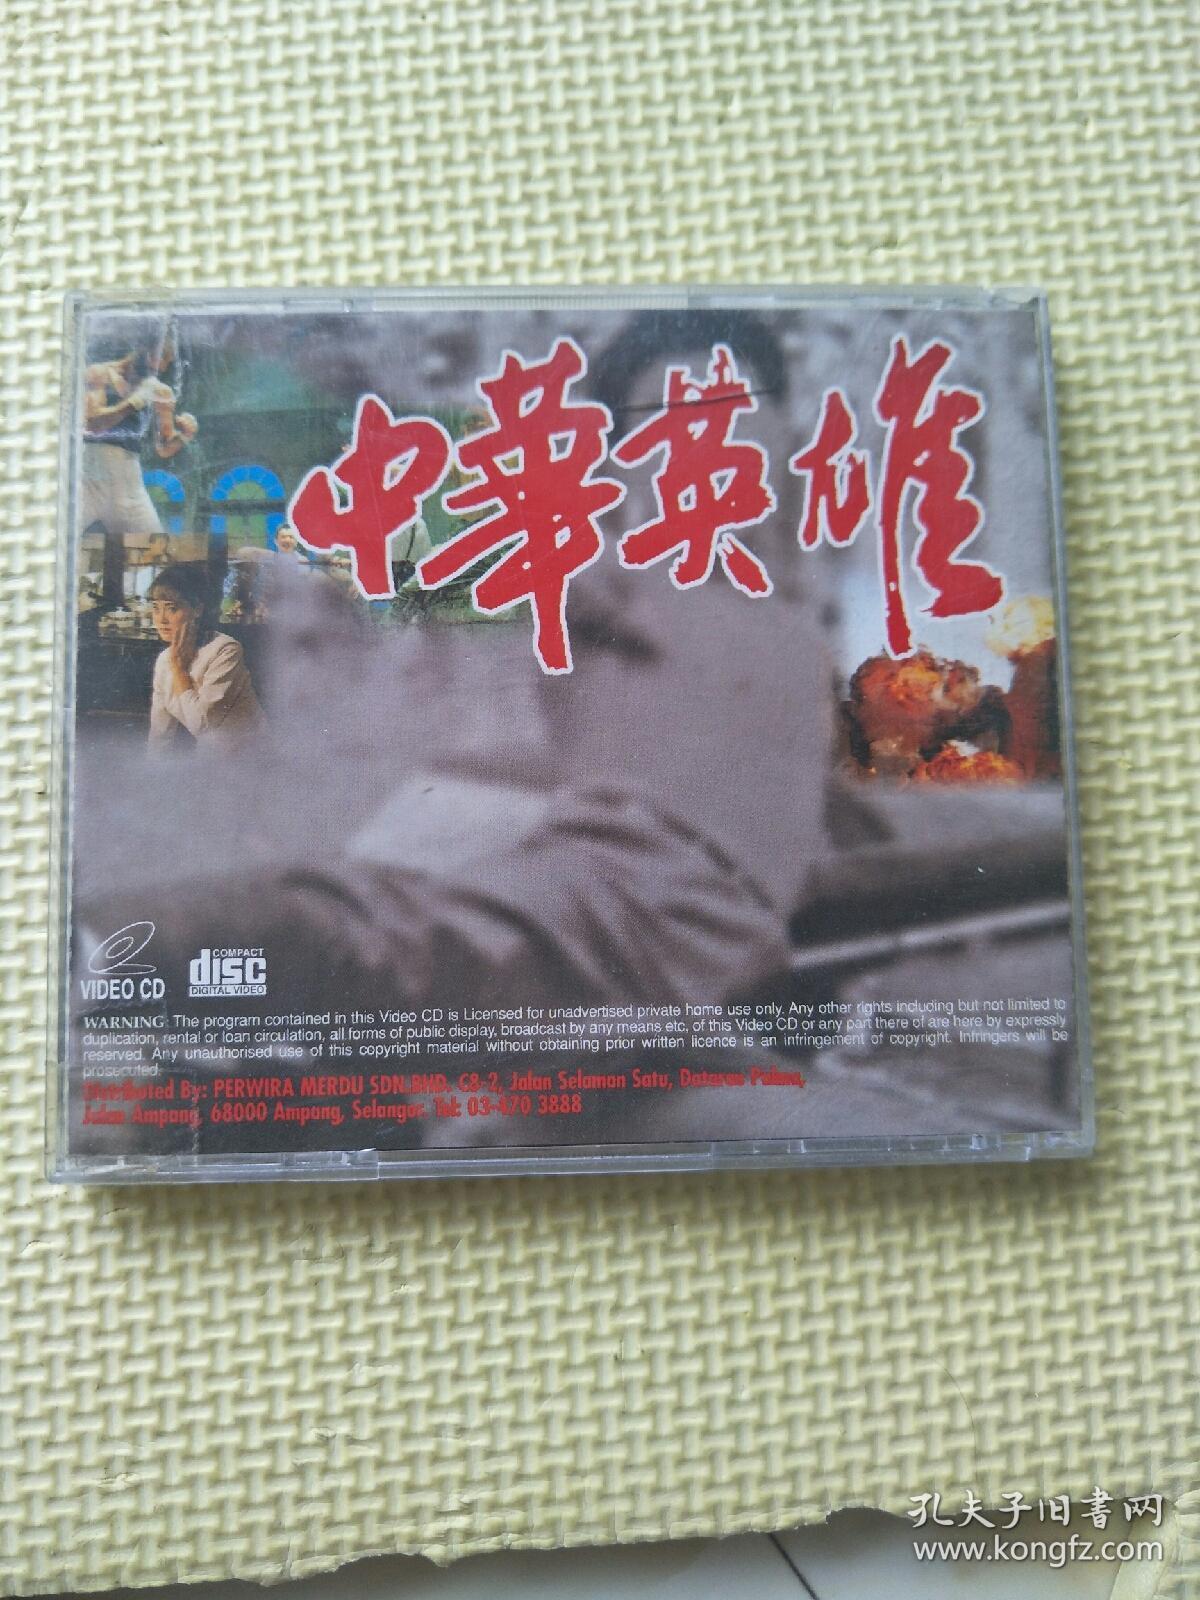 中華英雄
VIDEO CD
COMPACT
disc
DIGITAL VIDEO
WARNING: The program contained in this Video CD is Licensed for unadvertised private home use only. Any other rights including but not limited to
duplication, rental or loan circulation, all forms of public display, broadcast by any means etc, of this Video CD or any part there of are here by expressly
reserved. Any unauthorised use of this copyright material without obtaining prior written licence is an infringement of copyright. Infringers will be
prosecuted.
Distributed By: PERWIRA MERDU SDN.BHD. C8-2, Jalan Selaman Satu, Dataran Palma,
Jalan Ampang, 68000 Ampang, Selangor. Tel: 03-470 3888
孔夫子旧书网
www.kongfz.com